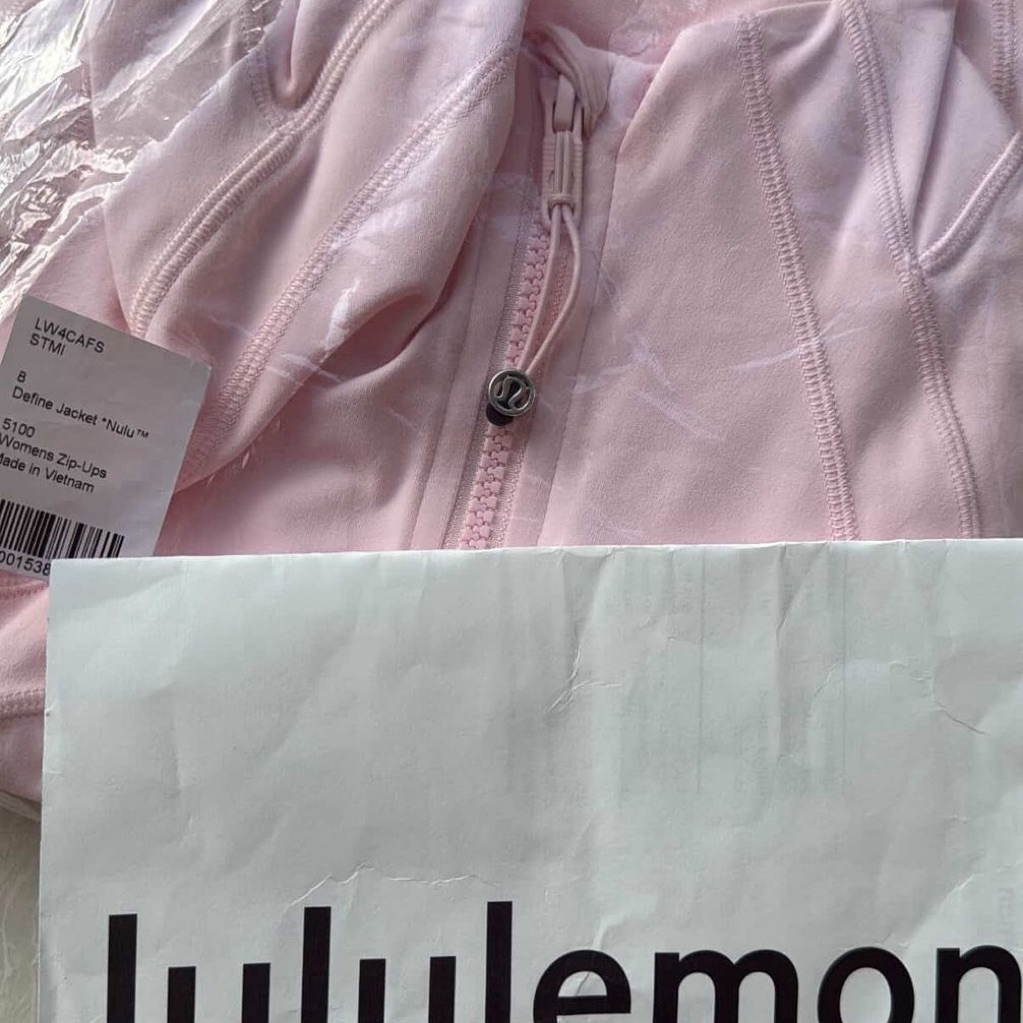 LW4CAFS
STMI
8
Define Jacket *Nulu™
5100
Womens Zip-Ups
Made in Vietnam
001538
lululemon